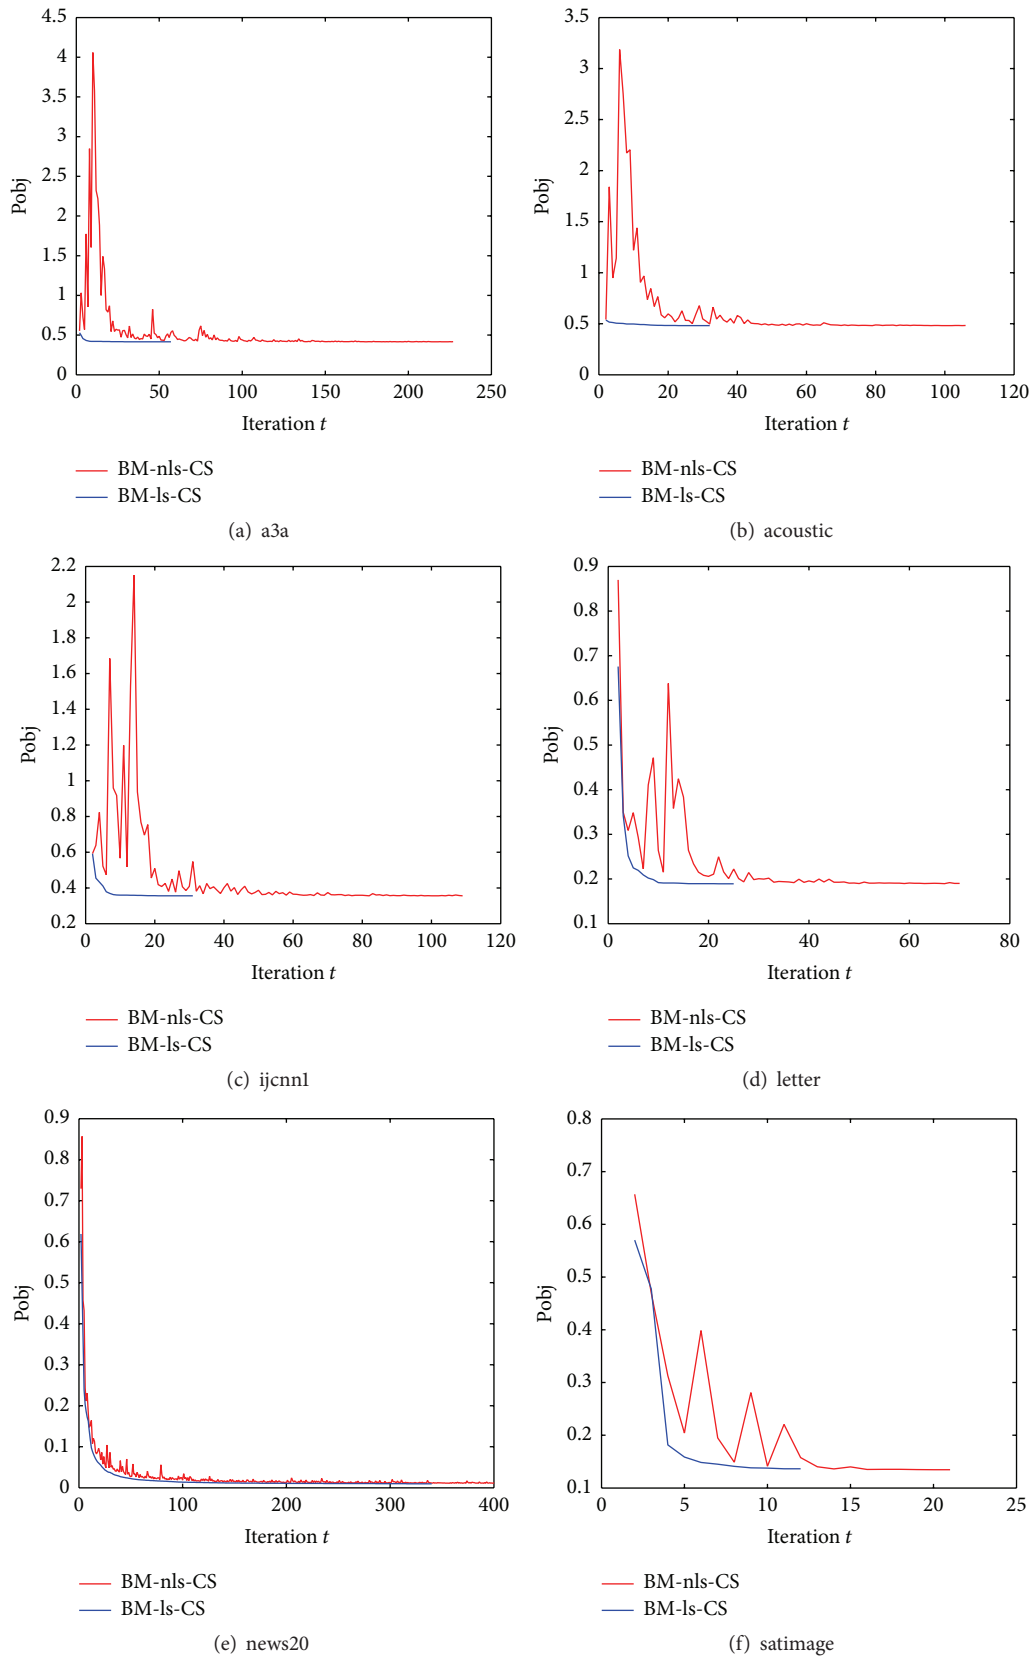 4.5
4
3.5
3
2.5
2
1.5
1
0.5
0
Pobj
0 50 100 150 200 250
Iteration t
BM-nls-CS
BM-ls-CS
(a) a3a
3.5
3
2.5
2
1.5
1
0.5
0
Pobj
0 20 40 60 80 100 120
Iteration t
BM-nls-CS
BM-ls-CS
(b) acoustic
2.2
2
1.8
1.6
1.4
1.2
1
0.8
0.6
0.4
0.2
Pobj
0 20 40 60 80 100 120
Iteration t
BM-nls-CS
BM-ls-CS
(c) ijcnn1
0.9
0.8
0.7
0.6
0.5
0.4
0.3
0.2
0.1
Pobj
0 20 40 60 80
Iteration t
BM-nls-CS
BM-ls-CS
(d) letter
0.9
0.8
0.7
0.6
0.5
0.4
0.3
0.2
0.1
0
Pobj
0 100 200 300 400
Iteration t
BM-nls-CS
BM-ls-CS
(e) news20
0.8
0.7
0.6
0.5
0.4
0.3
0.2
0.1
Pobj
0 5 10 15 20 25
Iteration t
BM-nls-CS
BM-ls-CS
(f) satimage